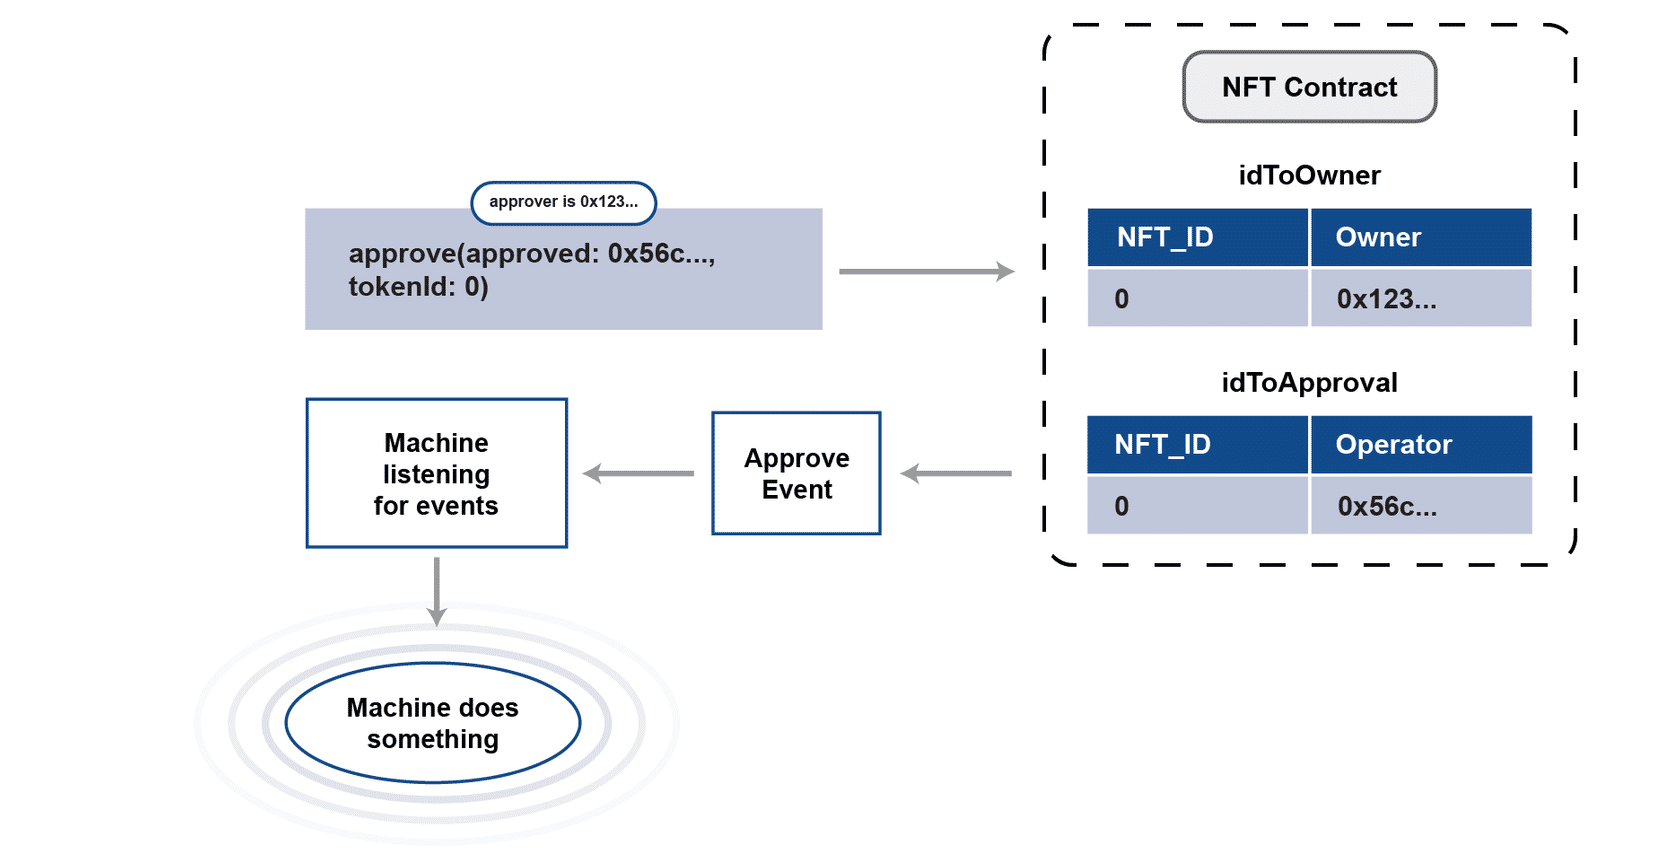 NFT Contract
approver is 0x123...
approve(approved: 0x56c...,
tokenId: 0)
idToOwner
NFT_ID Owner
0 0x123...
idToApproval
NFT_ID Operator
0 0x56c...
Approve
Event
Machine
listening
for events
Machine does
something